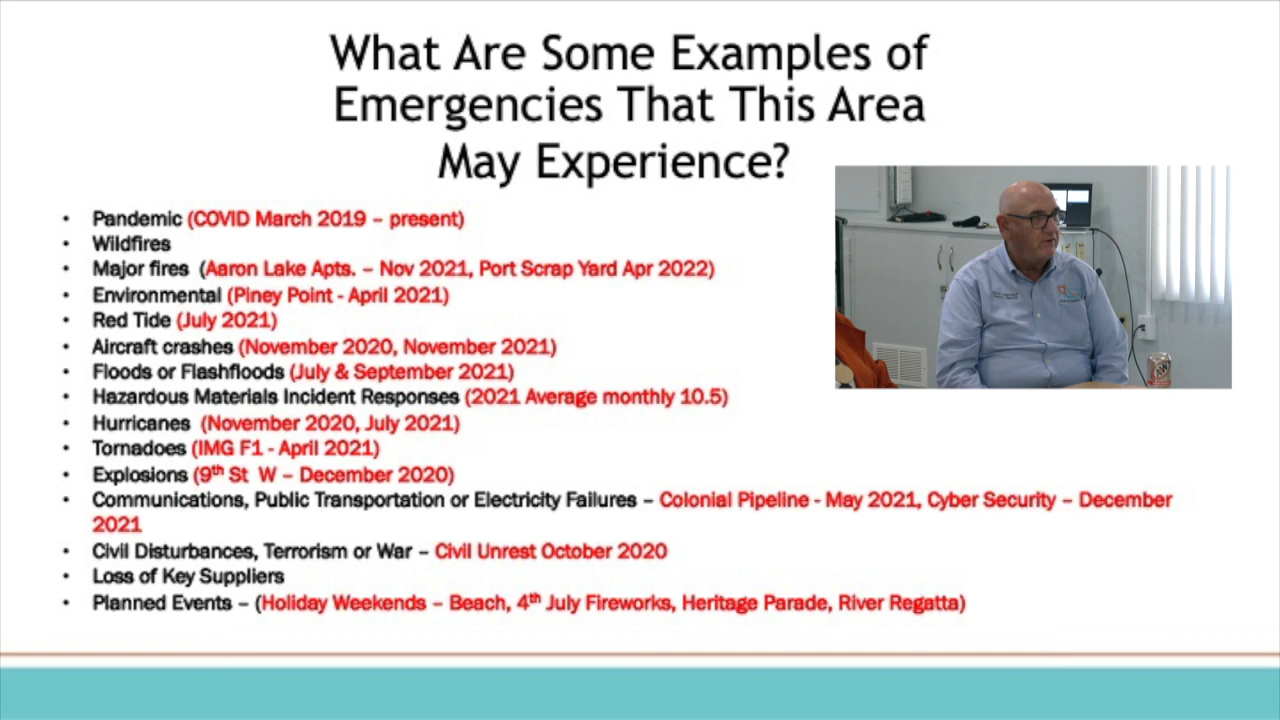 What Are Some Examples of
Emergencies That This Area
May Experience?
• Pandemic (COVID March 2019 – present)
• Wildfires
• Major fires (Aaron Lake Apts. – Nov 2021, Port Scrap Yard Apr 2022)
• Environmental (Piney Point - April 2021)
• Red Tide (July 2021)
• Aircraft crashes (November 2020, November 2021)
• Floods or Flashfloods (July & September 2021)
• Hazardous Materials Incident Responses (2021 Average monthly 10.5)
• Hurricanes (November 2020, July 2021)
• Tornadoes (IMG F1 - April 2021)
• Explosions (9th St W – December 2020)
• Communications, Public Transportation or Electricity Failures – Colonial Pipeline - May 2021, Cyber Security – December
2021
• Civil Disturbances, Terrorism or War – Civil Unrest October 2020
• Loss of Key Suppliers
• Planned Events – (Holiday Weekends – Beach, 4th July Fireworks, Heritage Parade, River Regatta)